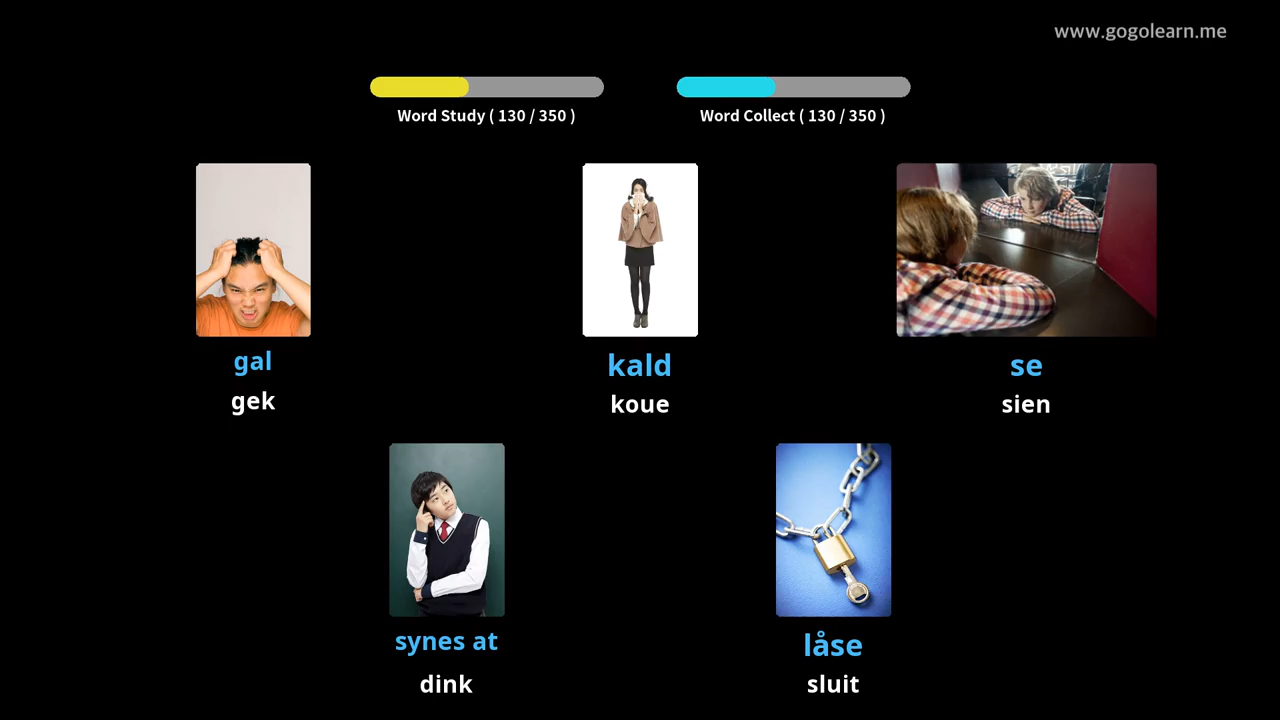 www.gogolearn.me
Word Study ( 130 / 350 )
Word Collect ( 130 / 350 )
gal
gek
kald
koue
se
sien
synes at
dink
låse
sluit